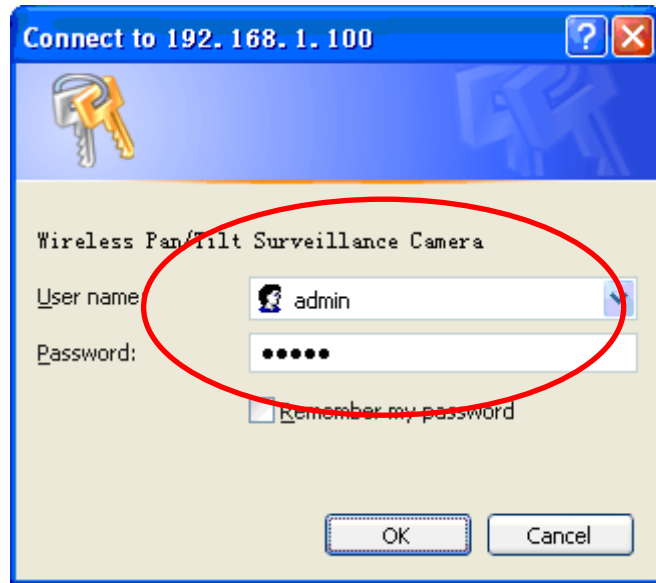 Connect to 192.168.1.100
Wireless Pan/Tilt Surveillance Camera
User name:
admin
Password:
●●●●●
Remember my password
OK Cancel